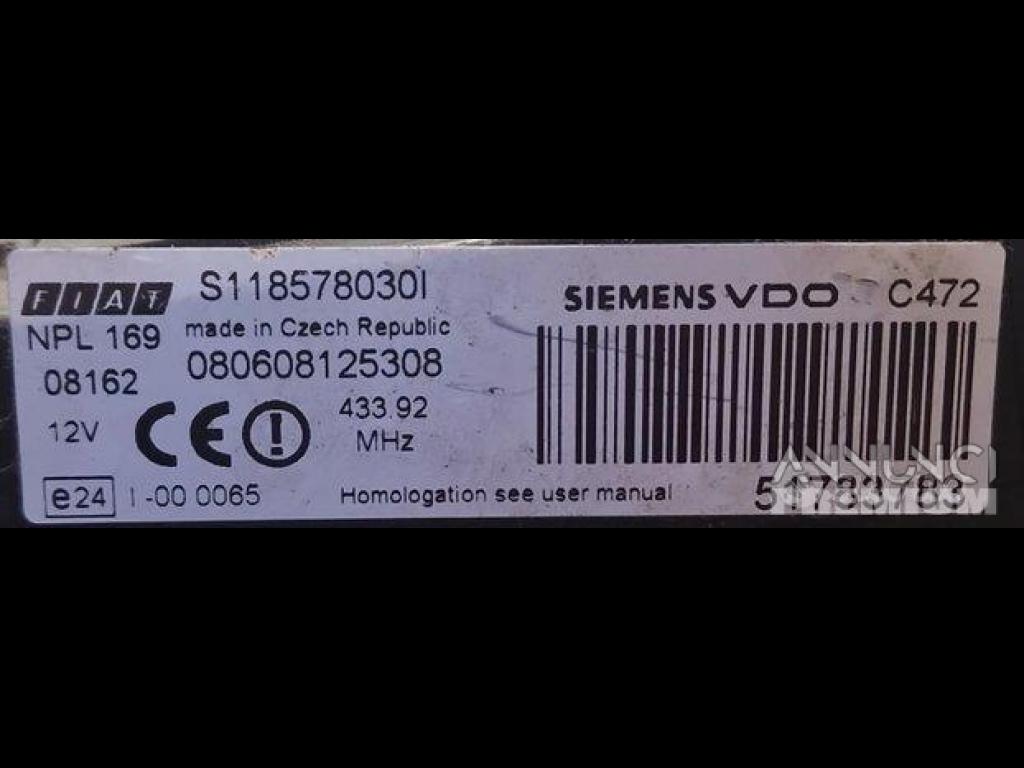 FIAT S118578030I SIEMENS VDO C472
NPL 169 made in Czech Republic
08162 080608125308
12V CE 433.92
MHz
e24 I-00 0065 Homologation see user manual 51783783